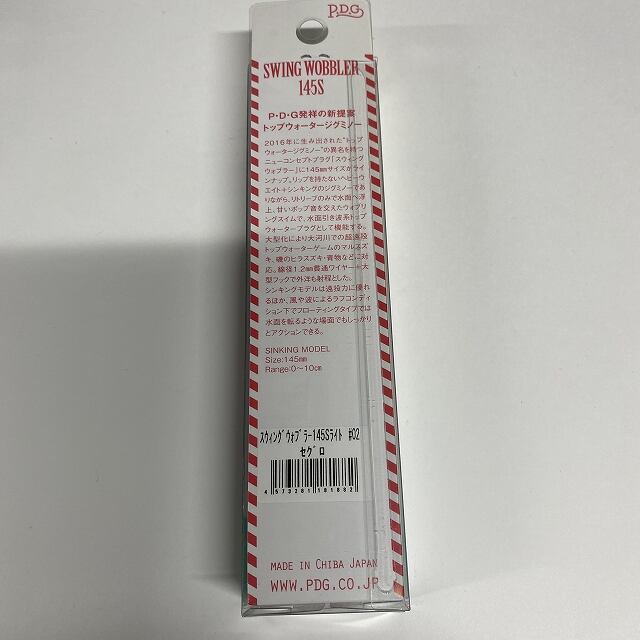 P.D.G
SWING WOBBLER
145S
P・D・G発祥の新提案
トップウォータージグミノー
2016年に生み出された“トップ
ウォータージグミノー”の異名を持つ
ニューコンセプトプラグ「スウィング
ウォブラー」に145mmサイズがライ
ンナップ。リップを持たないヘビーウ
エイト+シンキングのジグミノーであ
りながら、リトリーブのみで水面へ浮
上、甘いポップ音を交えたウォブリ
ングスイムで、水面引き波系トップ
ウォータープラグとして機能する。
大型化により大河川での超遠投
トップウォーターゲームのマルスズ
キ、磯のヒラスズキ・青物などに対
応。線径1.2mm貫通ワイヤー+大
型フックで外洋も射程とした。
シンキングモデルは遠投力に優れ
るほか、風や波によるラフコンディ
ション下でフローティングタイプでは
水面を転るような場面でもしっかり
とアクションできる。
SINKING MODEL
Size:145mm
Range:0〜10cm
スウィングウォブラー145Sライト #02
セグロ
4573281181882
MADE IN CHIBA JAPAN
WWW.PDG.CO.JP